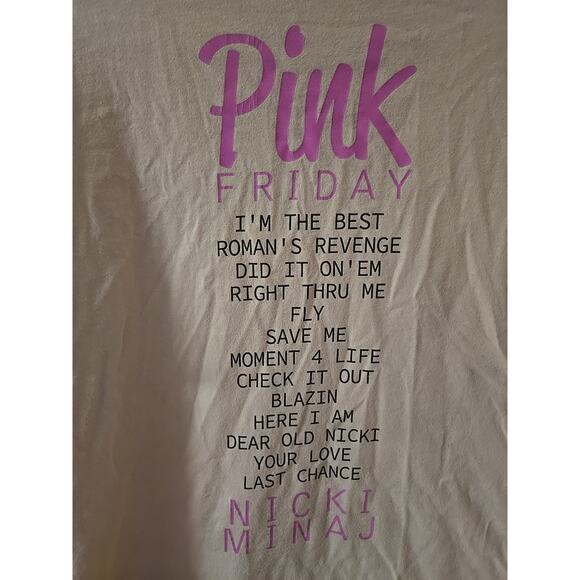 Pink
FRIDAY
I'M THE BEST
ROMAN'S REVENGE
DID IT ON'EM
RIGHT THRU ME
FLY
SAVE ME
MOMENT 4 LIFE
CHECK IT OUT
BLAZIN
HERE I AM
DEAR OLD NICKI
YOUR LOVE
LAST CHANCE
NICKI
MINAJ